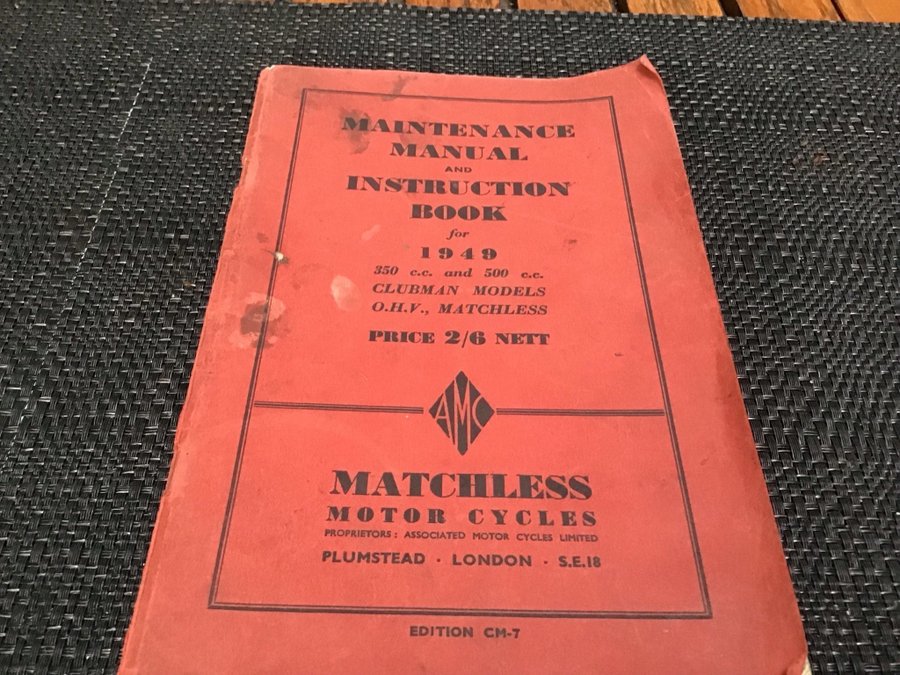 MAINTENANCE
MANUAL
AND
INSTRUCTION
BOOK
for
1949
350 c.c. and 500 c.c.
CLUBMAN MODELS
O.H.V., MATCHLESS
PRICE 2/6 NETT
AMC
MATCHLESS
MOTOR CYCLES
PROPRIETORS: ASSOCIATED MOTOR CYCLES LIMITED
PLUMSTEAD · LONDON · S.E.18
EDITION CM-7